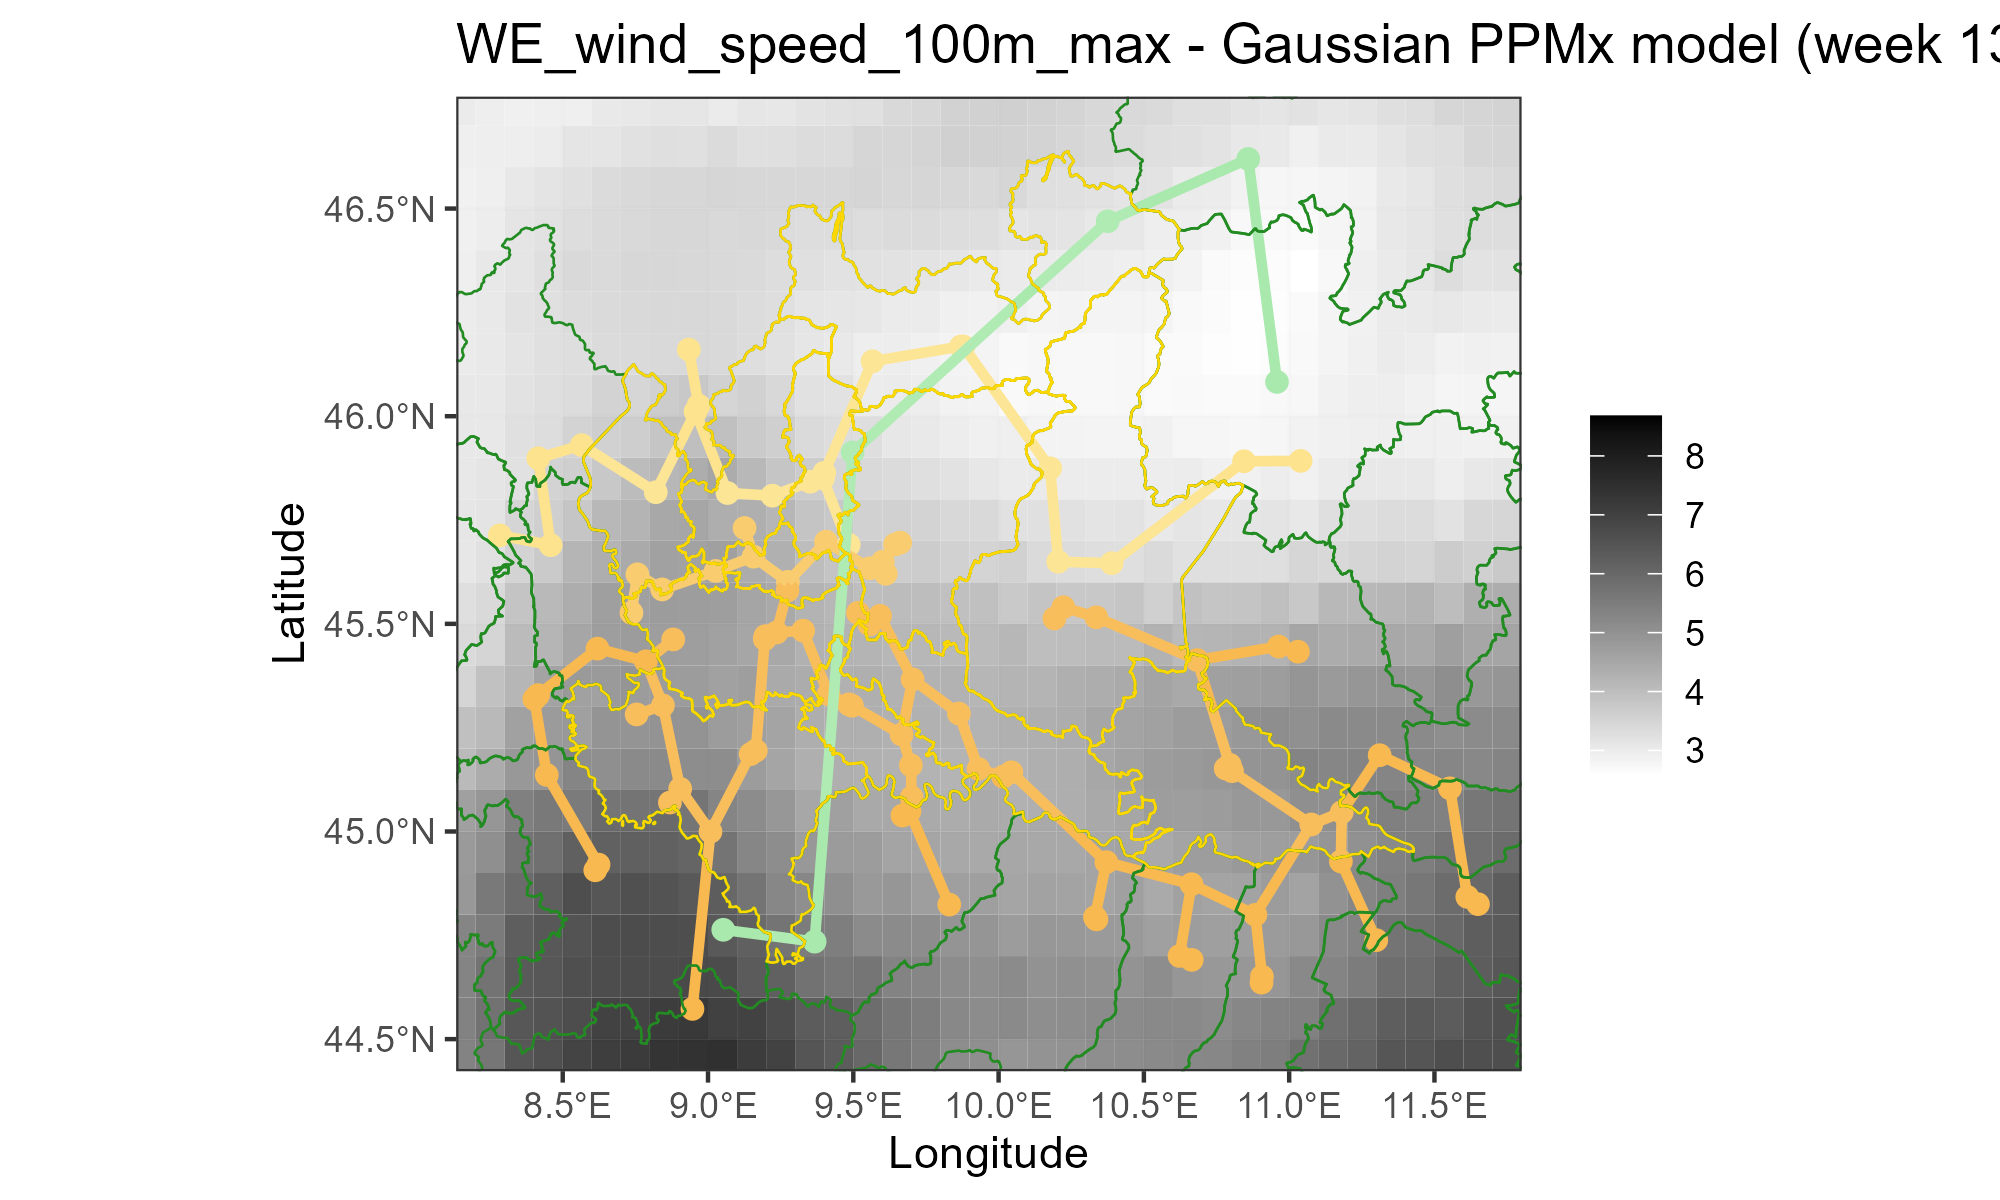 WE_wind_speed_100m_max - Gaussian PPMx model (week 13
46.5°N
46.0°N
45.5°N
45.0°N
44.5°N
Latitude
8.5°E 9.0°E 9.5°E 10.0°E 10.5°E 11.0°E 11.5°E
Longitude
8
7
6
5
4
3